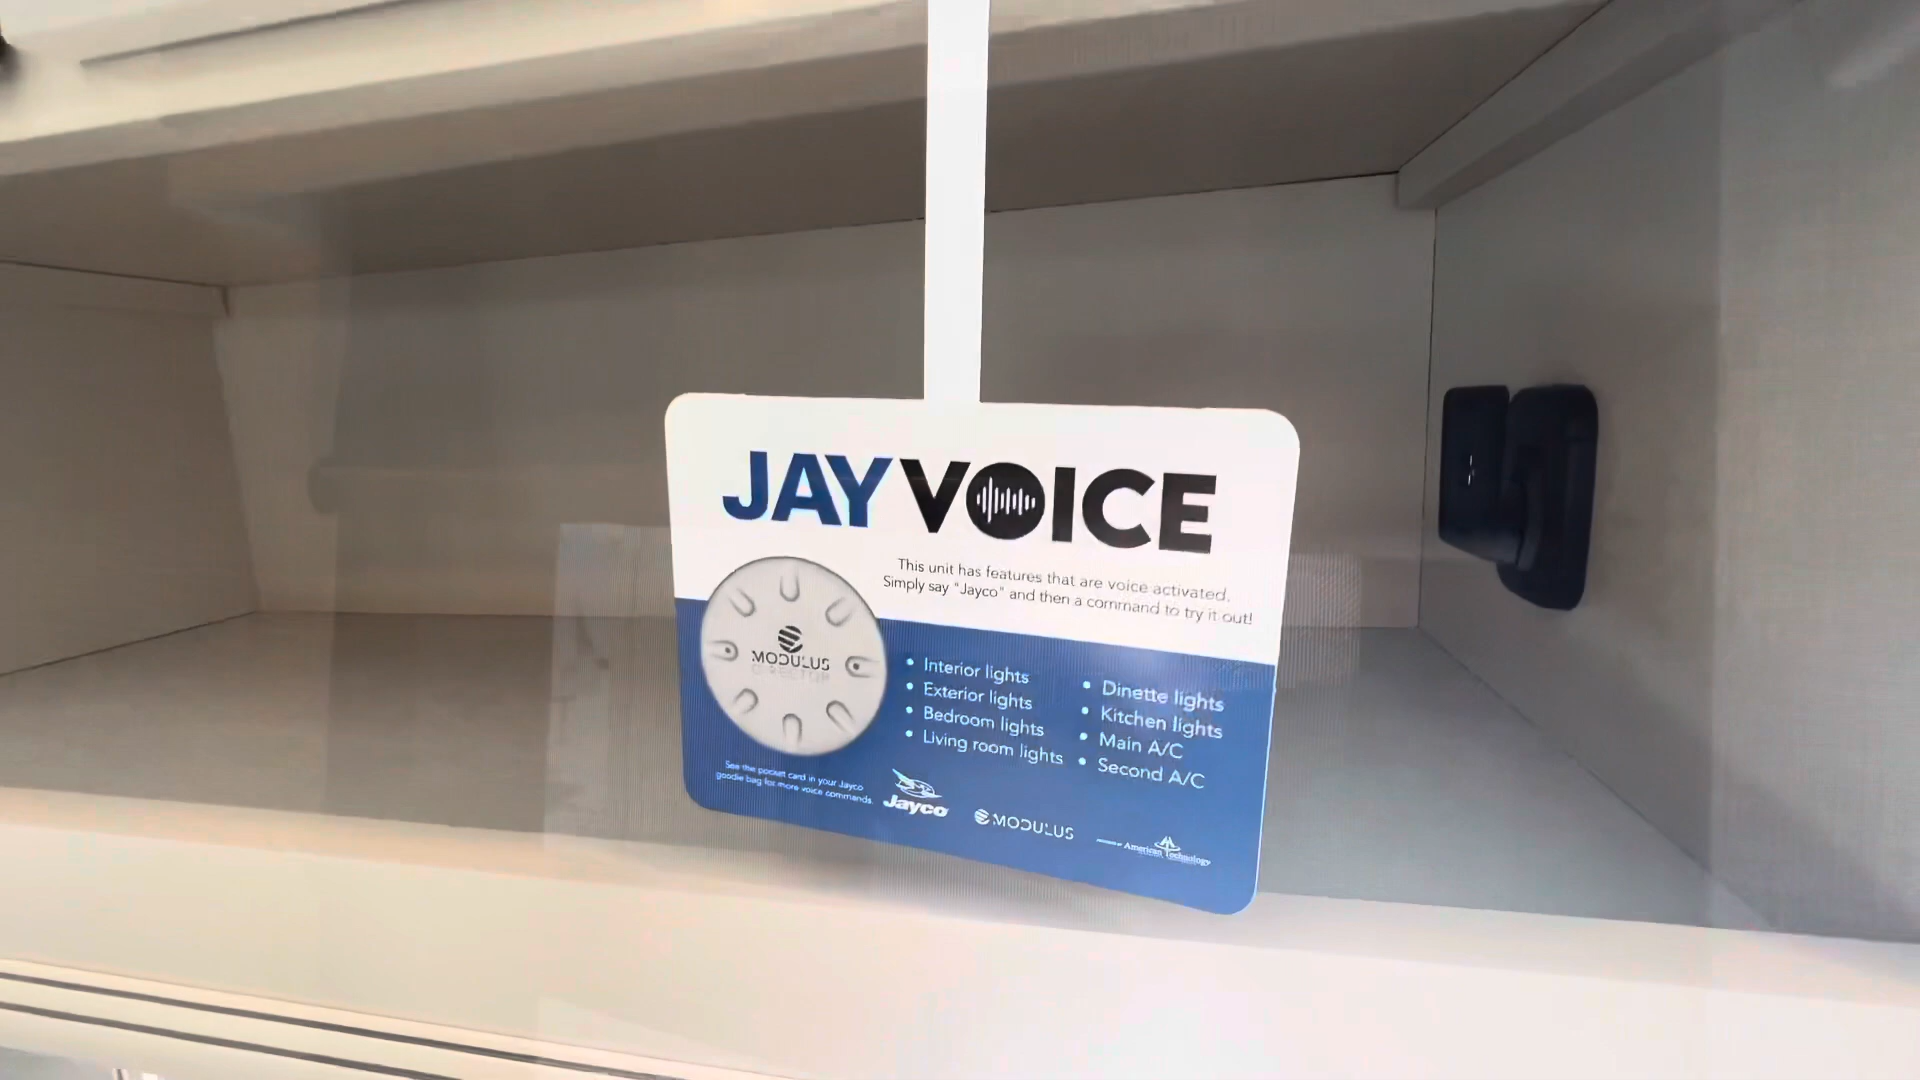 JAYVOICE
This unit has features that are voice activated.
Simply say "Jayco" and then a command to try it out!
MODULUS
DIRECTOR
• Interior lights
• Exterior lights
• Bedroom lights
• Living room lights
• Dinette lights
• Kitchen lights
• Main A/C
• Second A/C
See the pocket card in your Jayco
goodie bag for more voice commands.
Jayco
MODULUS
American Technology